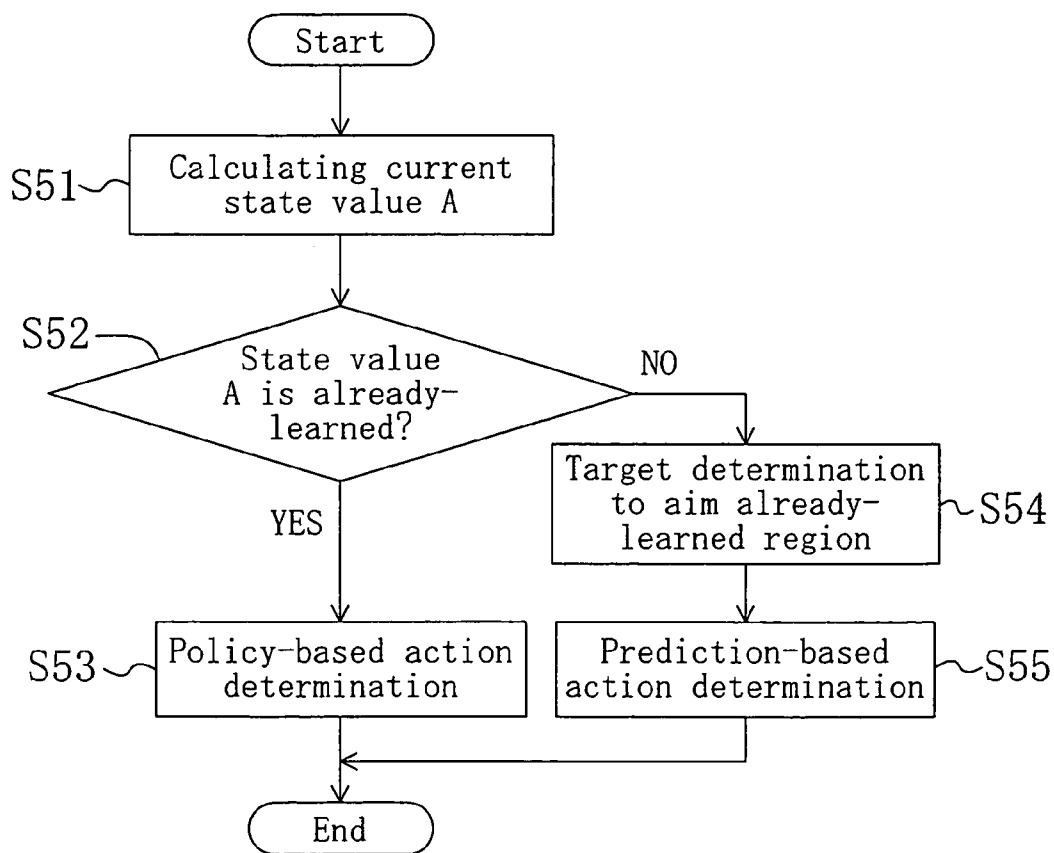 Start
S51
Calculating current
state value A
S52
State value
A is already-
learned?
NO
YES
Target determination
to aim already-
learned region
S54
S53
Policy-based action
determination
Prediction-based
action determination
S55
End